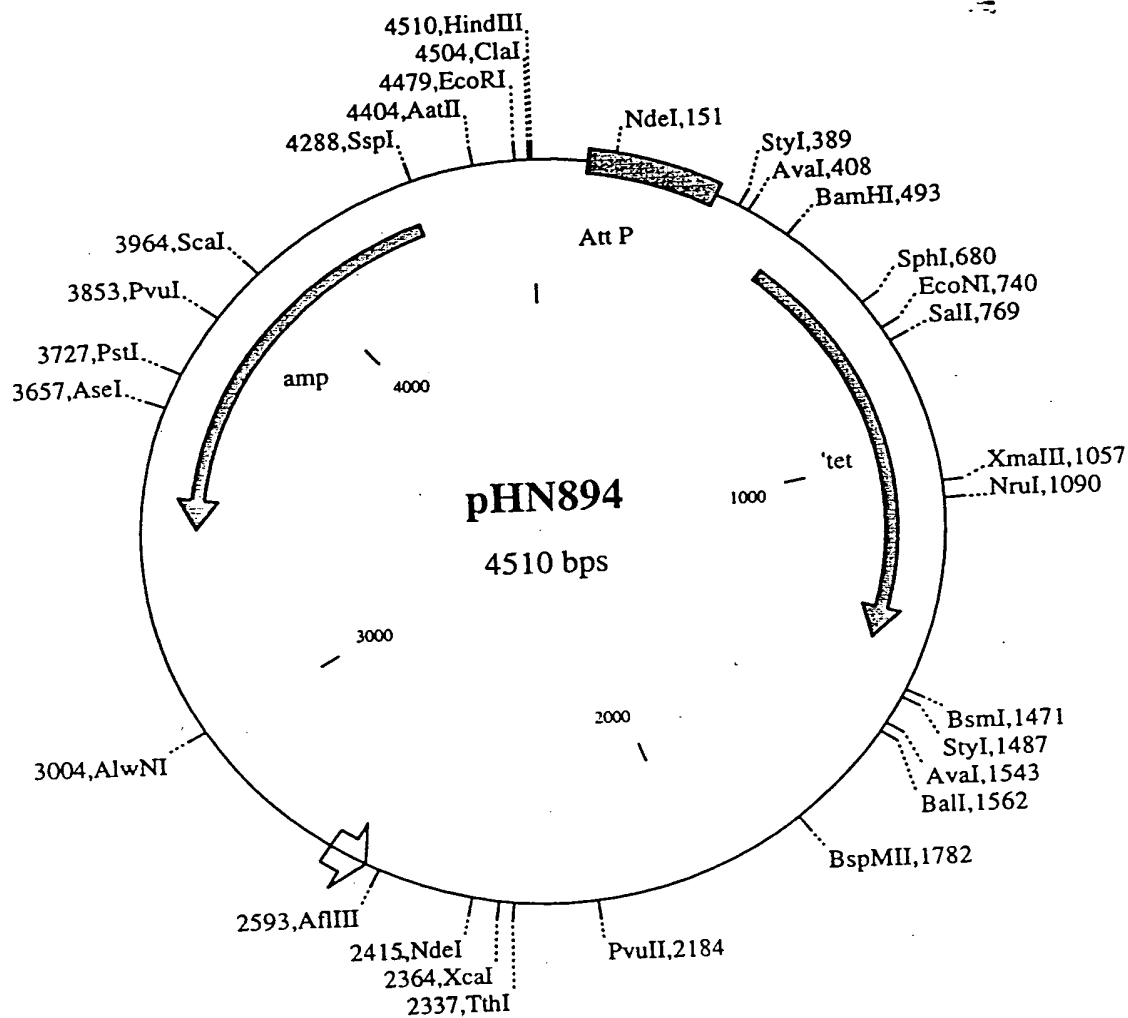 4510,HindIII
4504,ClaI
4479,EcoRI
4404,AatII
4288,SspI
NdeI,151
StyI,389
AvaI,408
BamHI,493
Att P
3964,ScaI
SphI,680
EcoNI,740
SalI,769
3853,PvuI
3727,PstI
3657,AseI
amp
4000
'tet
XmaIII,1057
NruI,1090
1000
pHN894
4510 bps
3000
2000
BsmI,1471
StyI,1487
AvaI,1543
BalI,1562
3004,AlwNI
BspMII,1782
2593,AflIII
2415,NdeI
2364,XcaI
2337,TthI
PvuII,2184